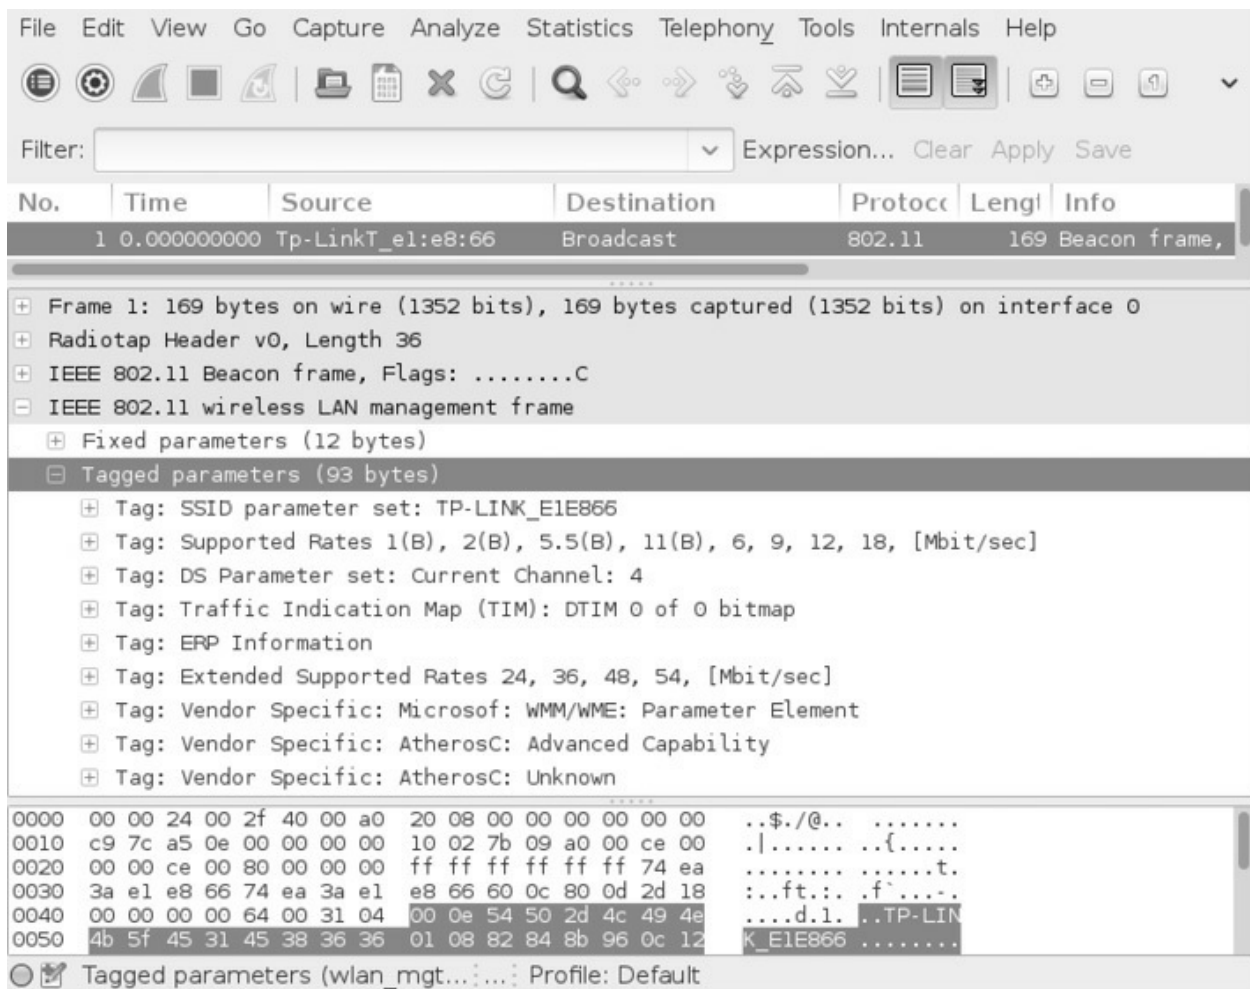 File Edit View Go Capture Analyze Statistics Telephony Tools Internals Help
Filter: Expression... Clear Apply Save
No. Time Source Destination Protocc Lengt Info
1 0.000000000 Tp-LinkT_e1:e8:66 Broadcast 802.11 169 Beacon frame,
Frame 1: 169 bytes on wire (1352 bits), 169 bytes captured (1352 bits) on interface 0
Radiotap Header v0, Length 36
IEEE 802.11 Beacon frame, Flags: ........C
IEEE 802.11 wireless LAN management frame
Fixed parameters (12 bytes)
Tagged parameters (93 bytes)
Tag: SSID parameter set: TP-LINK_E1E866
Tag: Supported Rates 1(B), 2(B), 5.5(B), 11(B), 6, 9, 12, 18, [Mbit/sec]
Tag: DS Parameter set: Current Channel: 4
Tag: Traffic Indication Map (TIM): DTIM 0 of 0 bitmap
Tag: ERP Information
Tag: Extended Supported Rates 24, 36, 48, 54, [Mbit/sec]
Tag: Vendor Specific: Microsof: WMM/WME: Parameter Element
Tag: Vendor Specific: AtherosC: Advanced Capability
Tag: Vendor Specific: AtherosC: Unknown
0000 00 00 24 00 2f 40 00 a0 20 08 00 00 00 00 00 00 ..$./@.. .......
0010 c9 7c a5 0e 00 00 00 00 10 02 7b 09 a0 00 ce 00 .|...... ..{.....
0020 00 00 ce 00 80 00 00 00 ff ff ff ff ff ff 74 ea ........ ......t.
0030 3a e1 e8 66 74 ea 3a e1 e8 66 60 0c 80 0d 2d 18 :..ft.:. .f`...-.
0040 00 00 00 00 64 00 31 04 00 0e 54 50 2d 4c 49 4e ....d.1. ..TP-LIN
0050 4b 5f 45 31 45 38 36 36 01 08 82 84 8b 96 0c 12 K_E1E866 ........
Tagged parameters (wlan_mgt... ... Profile: Default